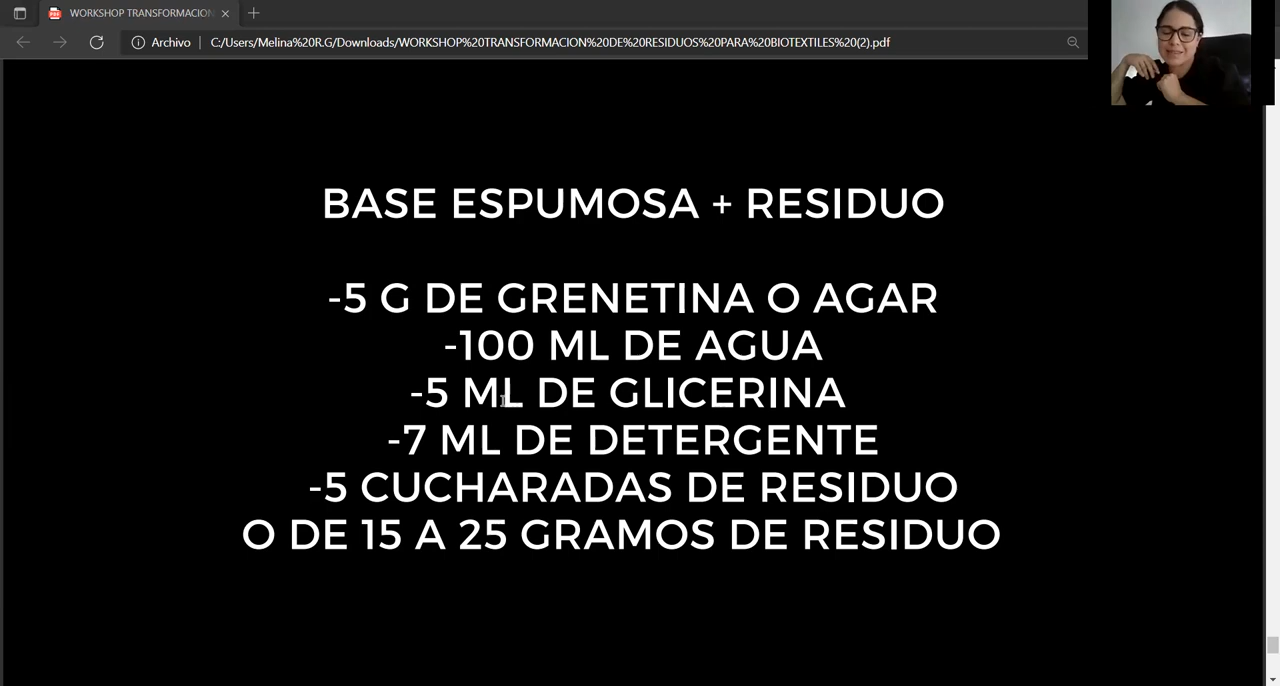 WORKSHOP TRANSFORMACION
Archivo
C:/Users/Melina%20R.G/Downloads/WORKSHOP%20TRANSFORMACION%20DE%20RESIDUOS%20PARA%20BIOTEXTILES%20(2).pdf
BASE ESPUMOSA + RESIDUO
-5 G DE GRENETINA O AGAR
-100 ML DE AGUA
-5 ML DE GLICERINA
-7 ML DE DETERGENTE
-5 CUCHARADAS DE RESIDUO
O DE 15 A 25 GRAMOS DE RESIDUO